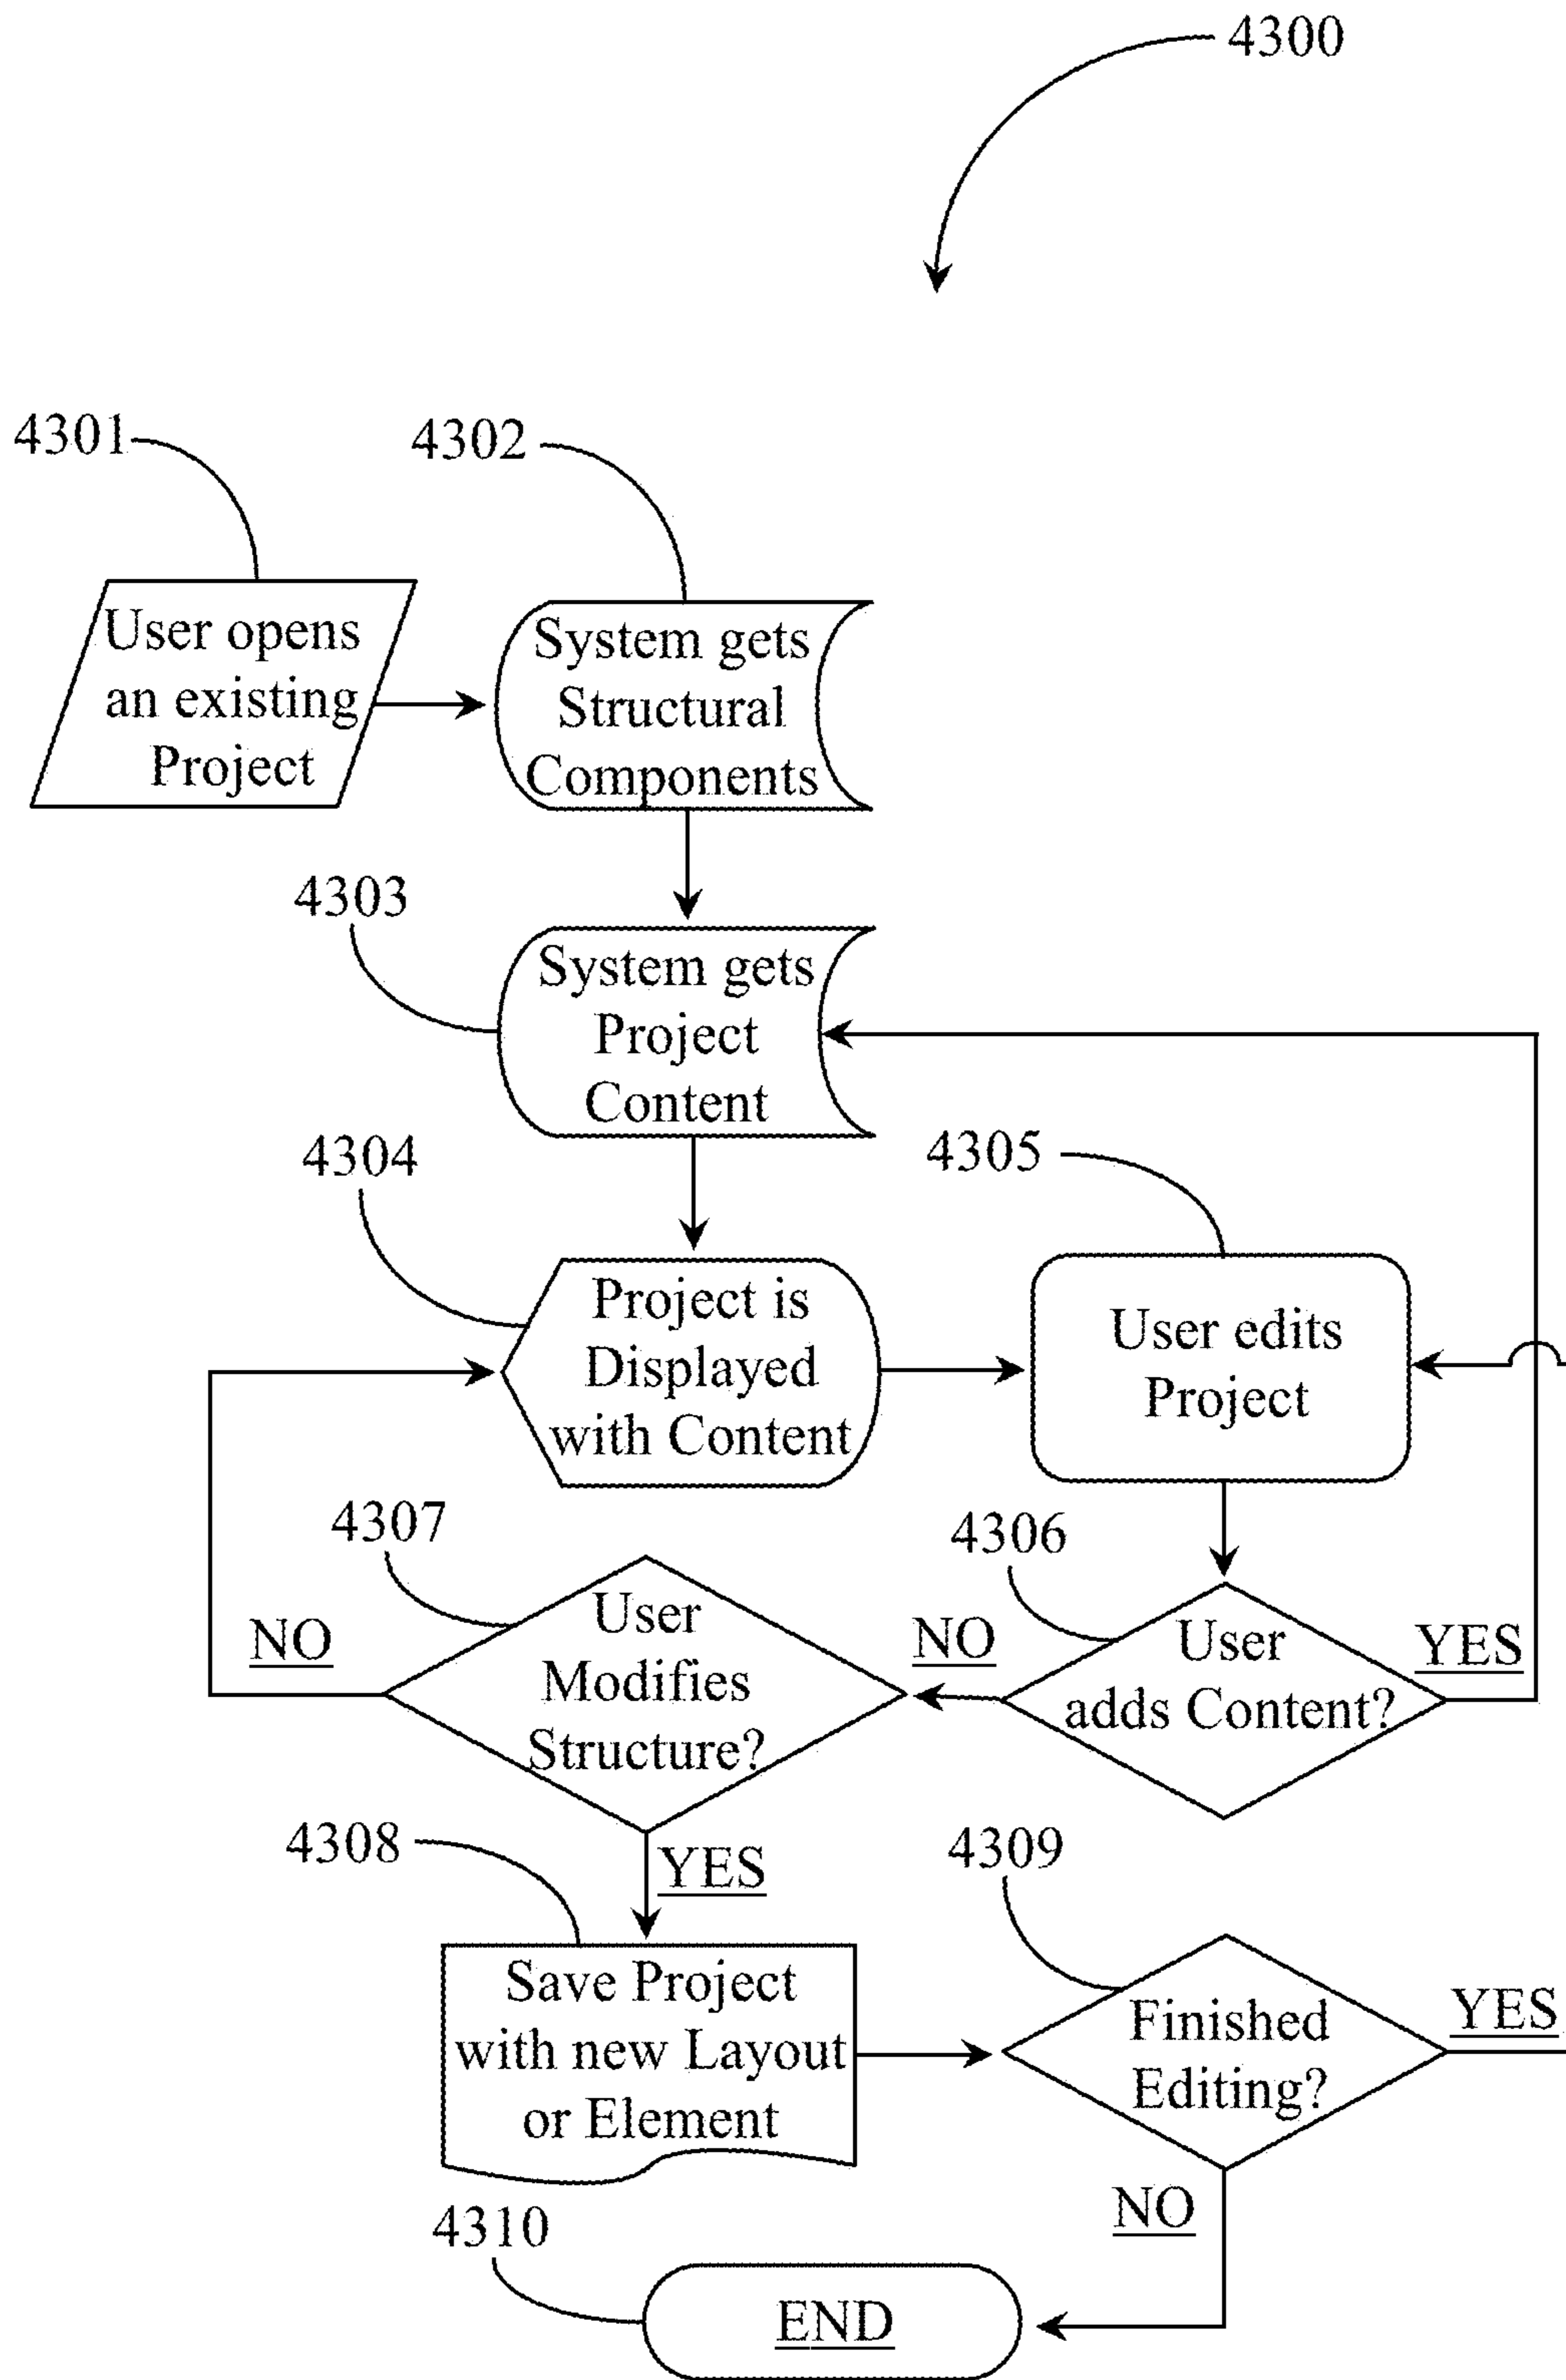 4300
4301
4302
User opens
an existing
Project
System gets
Structural
Components
4303
System gets
Project
Content
4304
4305
Project is
Displayed
with Content
User edits
Project
4307
4306
NO
User
Modifies
Structure?
NO
User
adds Content?
YES
4308
YES
4309
Save Project
with new Layout
or Element
Finished
Editing?
YES
NO
4310
END